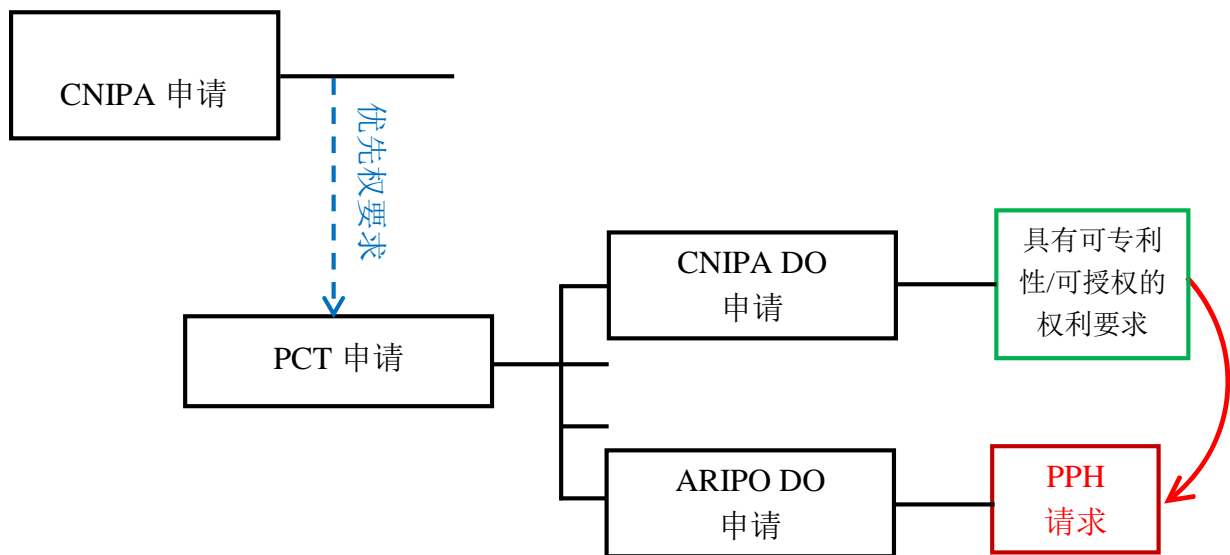 CNIPA 申请
优先权要求
PCT 申请
CNIPA DO
申请
具有可专利
性/可授权的
权利要求
ARIPO DO
申请
PPH
请求